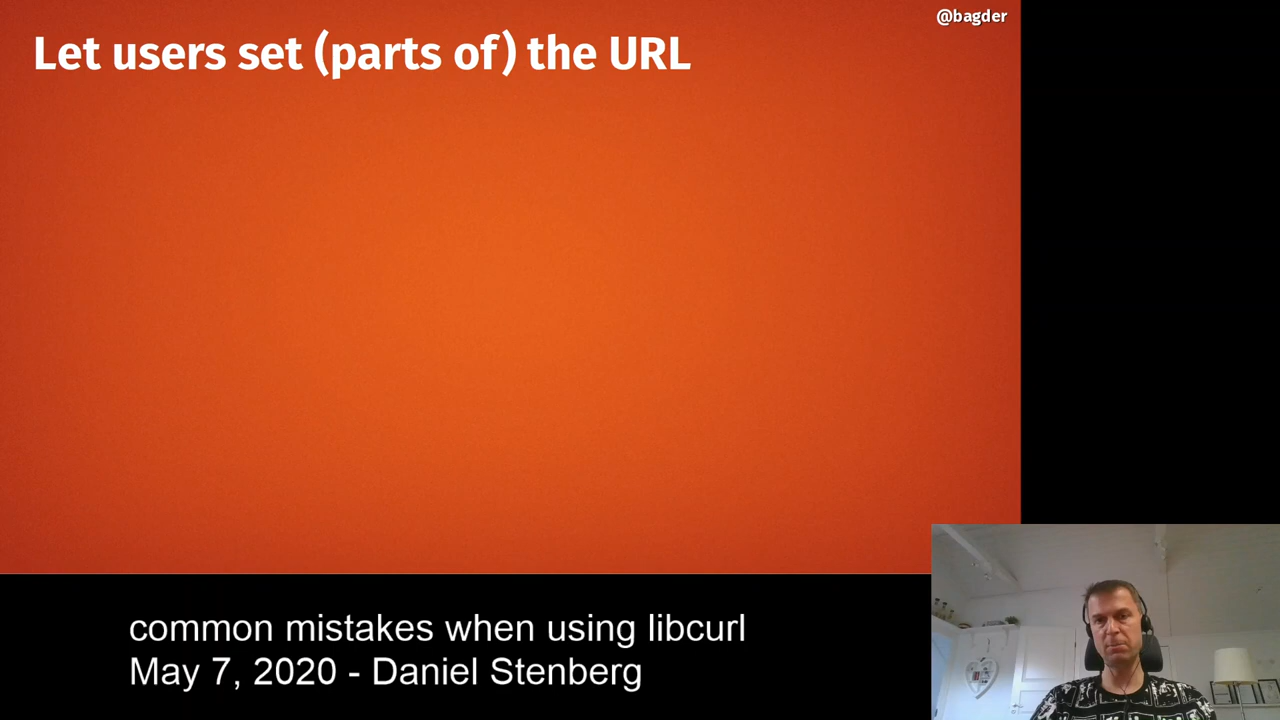 @bagder
Let users set (parts of) the URL
common mistakes when using libcurl
May 7, 2020 - Daniel Stenberg